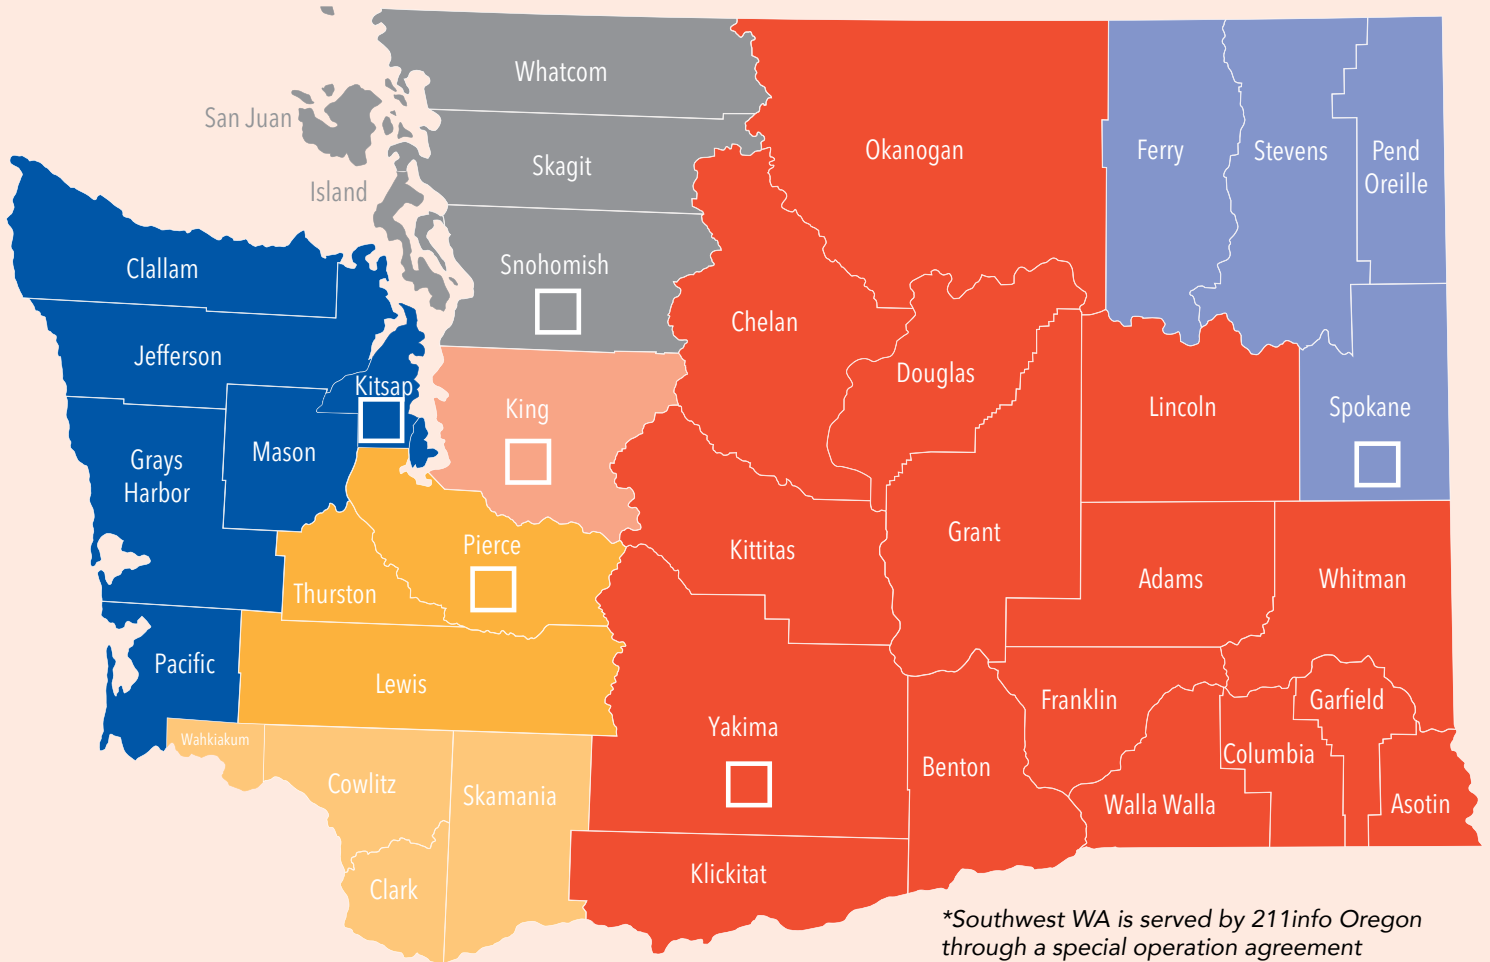 Whatcom
San Juan
Skagit
Island
Okanogan
Ferry
Stevens
Pend
Oreille
Clallam
Snohomish
Jefferson
Chelan
Kitsap
Douglas
King
Lincoln
Spokane
Mason
Grays
Harbor
Pierce
Kittitas
Grant
Adams
Whitman
Thurston
Pacific
Lewis
Franklin
Garfield
Yakima
Wahkiakum
Columbia
Benton
Cowlitz
Skamania
Walla Walla
Asotin
Klickitat
Clark
*Southwest WA is served by 211info Oregon
through a special operation agreement